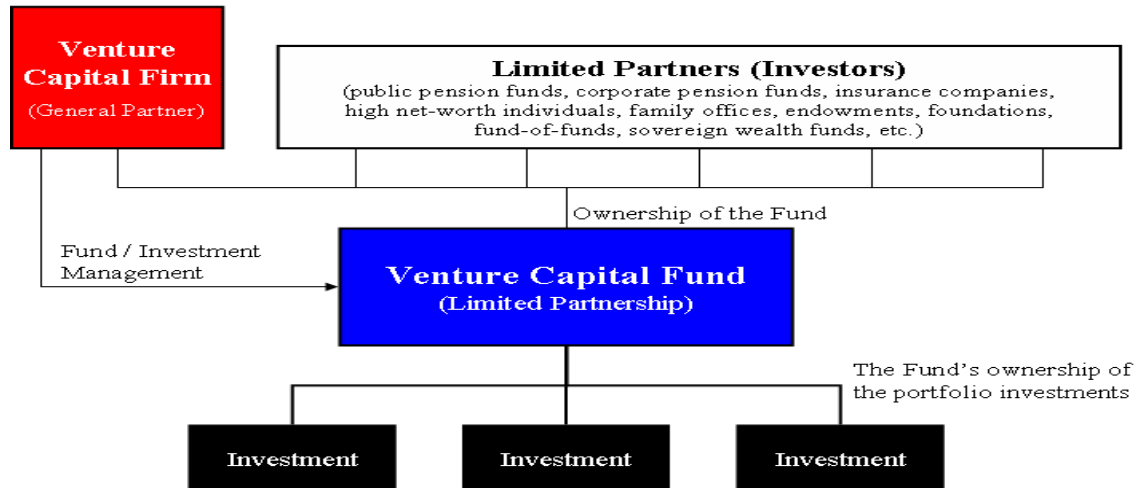 Venture
Capital Firm
(General Partner)
Limited Partners (Investors)
(public pension funds, corporate pension funds, insurance companies,
high net-worth individuals, family offices, endowments, foundations,
fund-of-funds, sovereign wealth funds, etc.)
Ownership of the Fund
Fund / Investment
Management
Venture Capital Fund
(Limited Partnership)
The Fund's ownership of
the portfolio investments
Investment
Investment
Investment